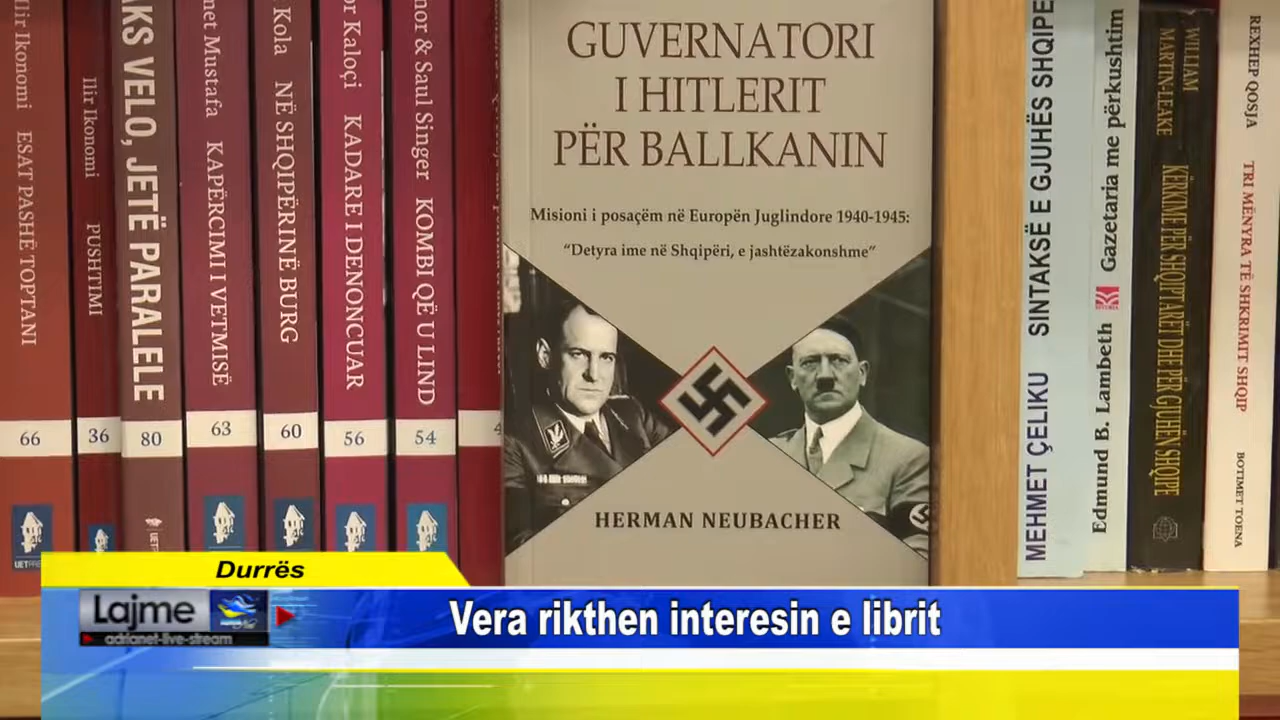 Ilir Ikonomi ESAT PASHË TOPTANI
66
Ilir Ikonomi PUSHTIMI
36
VELO, JETË PARALELE
80
Mustafa KAPËRCIMI I VETMISË
63
Kola NË SHQIPËRINË BURG
60
Kaloçi KADARE I DENONCUAR
56
& Saul Singer KOMBI QË U LIND
54
GUVERNATORI
I HITLERIT
PËR BALLKANIN
Misioni i posaçëm në Europën Juglindore 1940-1945:
“Detyra ime në Shqipëri, e jashtëzakonshme”
HERMAN NEUBACHER
MEHMET ÇELIKU SINTAKSË E GJUHËS SHQIPE
Edmund B. Lambeth Gazetaria me përkushtim
WILLIAM
MARTIN-LEAKE
KËRKIME PËR SHQIPTARËT DHE PËR GJUHËN SHQIPE
REXHEP QOSJA TRI MËNYRA TË SHKRIMIT SHQIP BOTIMET TOENA
Durrës
Lajme
adrianet-live-stream
Vera rikthen interesin e librit